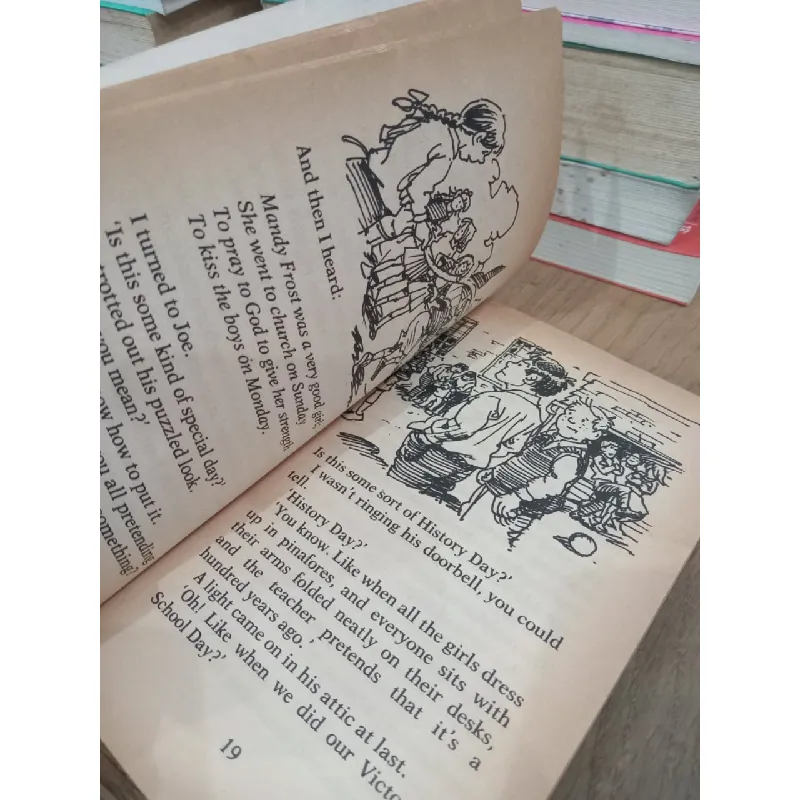 And then I heard:
Mandy Frost was a very good girl,
She went to church on Sunday
To pray to God to give her strength
To kiss the boys on Monday.
I turned to Joe.
'Is this some kind of special day?'
trotted out his puzzled look.
you mean?'
how to put it.
all pretending
something?
Is this some sort of History Day?'
I wasn't ringing his doorbell, you could
tell.
'History Day?'
'You know. Like when all the girls dress
up in pinafores, and everyone sits with
their arms folded neatly on their desks,
and the teacher pretends that it's a
hundred years ago.
A light came on in his attic at last.
'Oh! Like when we did our Victo
School Day?'
19